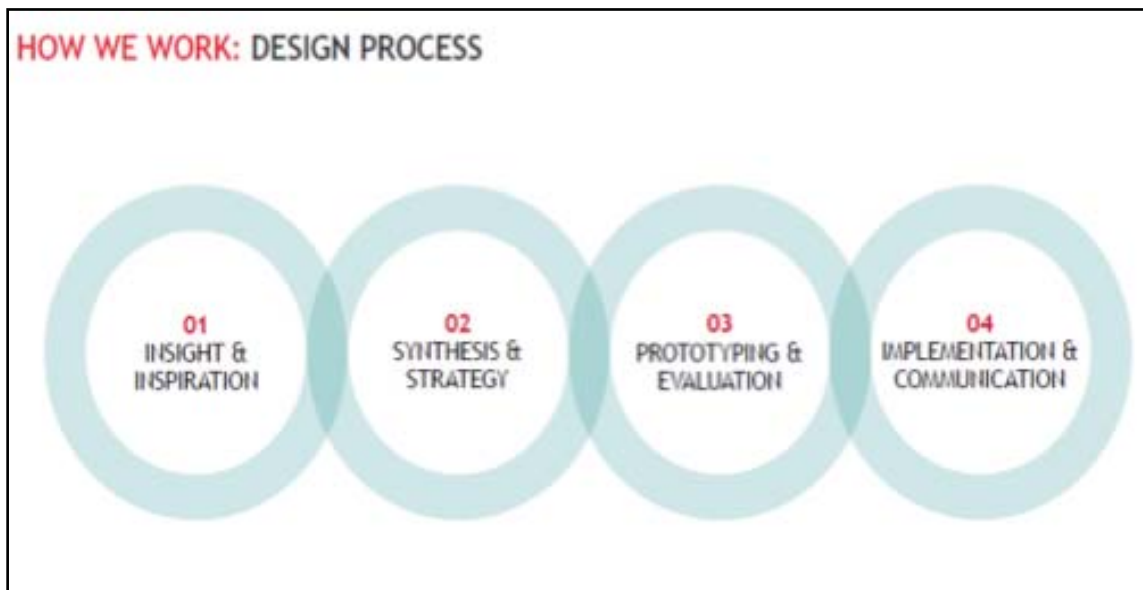 HOW WE WORK: DESIGN PROCESS
01
INSIGHT &
INSPIRATION
02
SYNTHESIS &
STRATEGY
03
PROTOTYPING &
EVALUATION
04
IMPLEMENTATION &
COMMUNICATION